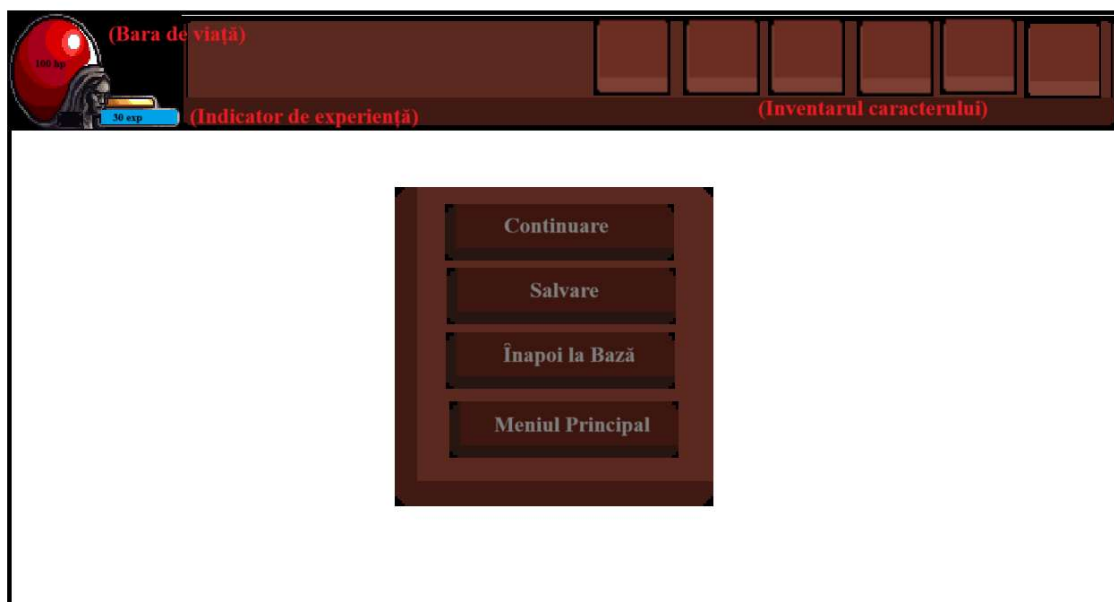 (Bara de viață)
100 hp
30 exp
(Indicator de experiență)
(Inventarul caracterului)
Continuare
Salvare
Înapoi la Bază
Meniul Principal